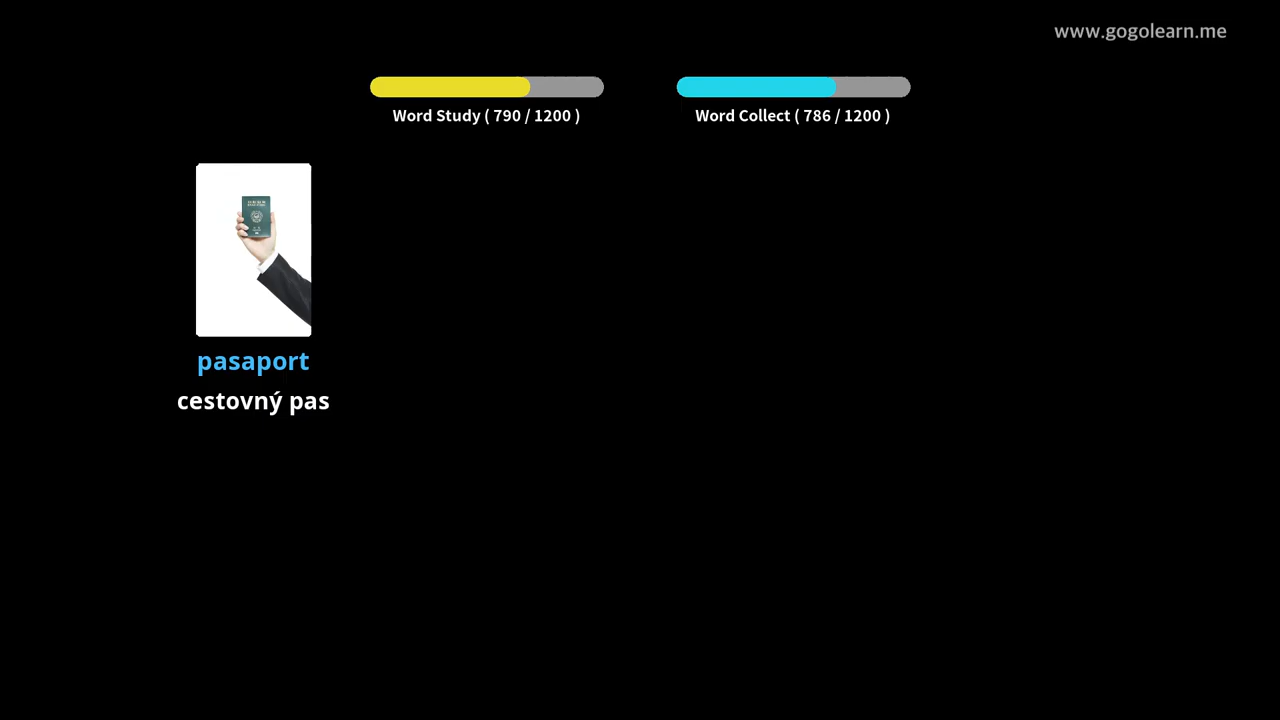 www.gogolearn.me
Word Study ( 790 / 1200 )
Word Collect ( 786 / 1200 )
pasaport
cestovný pas